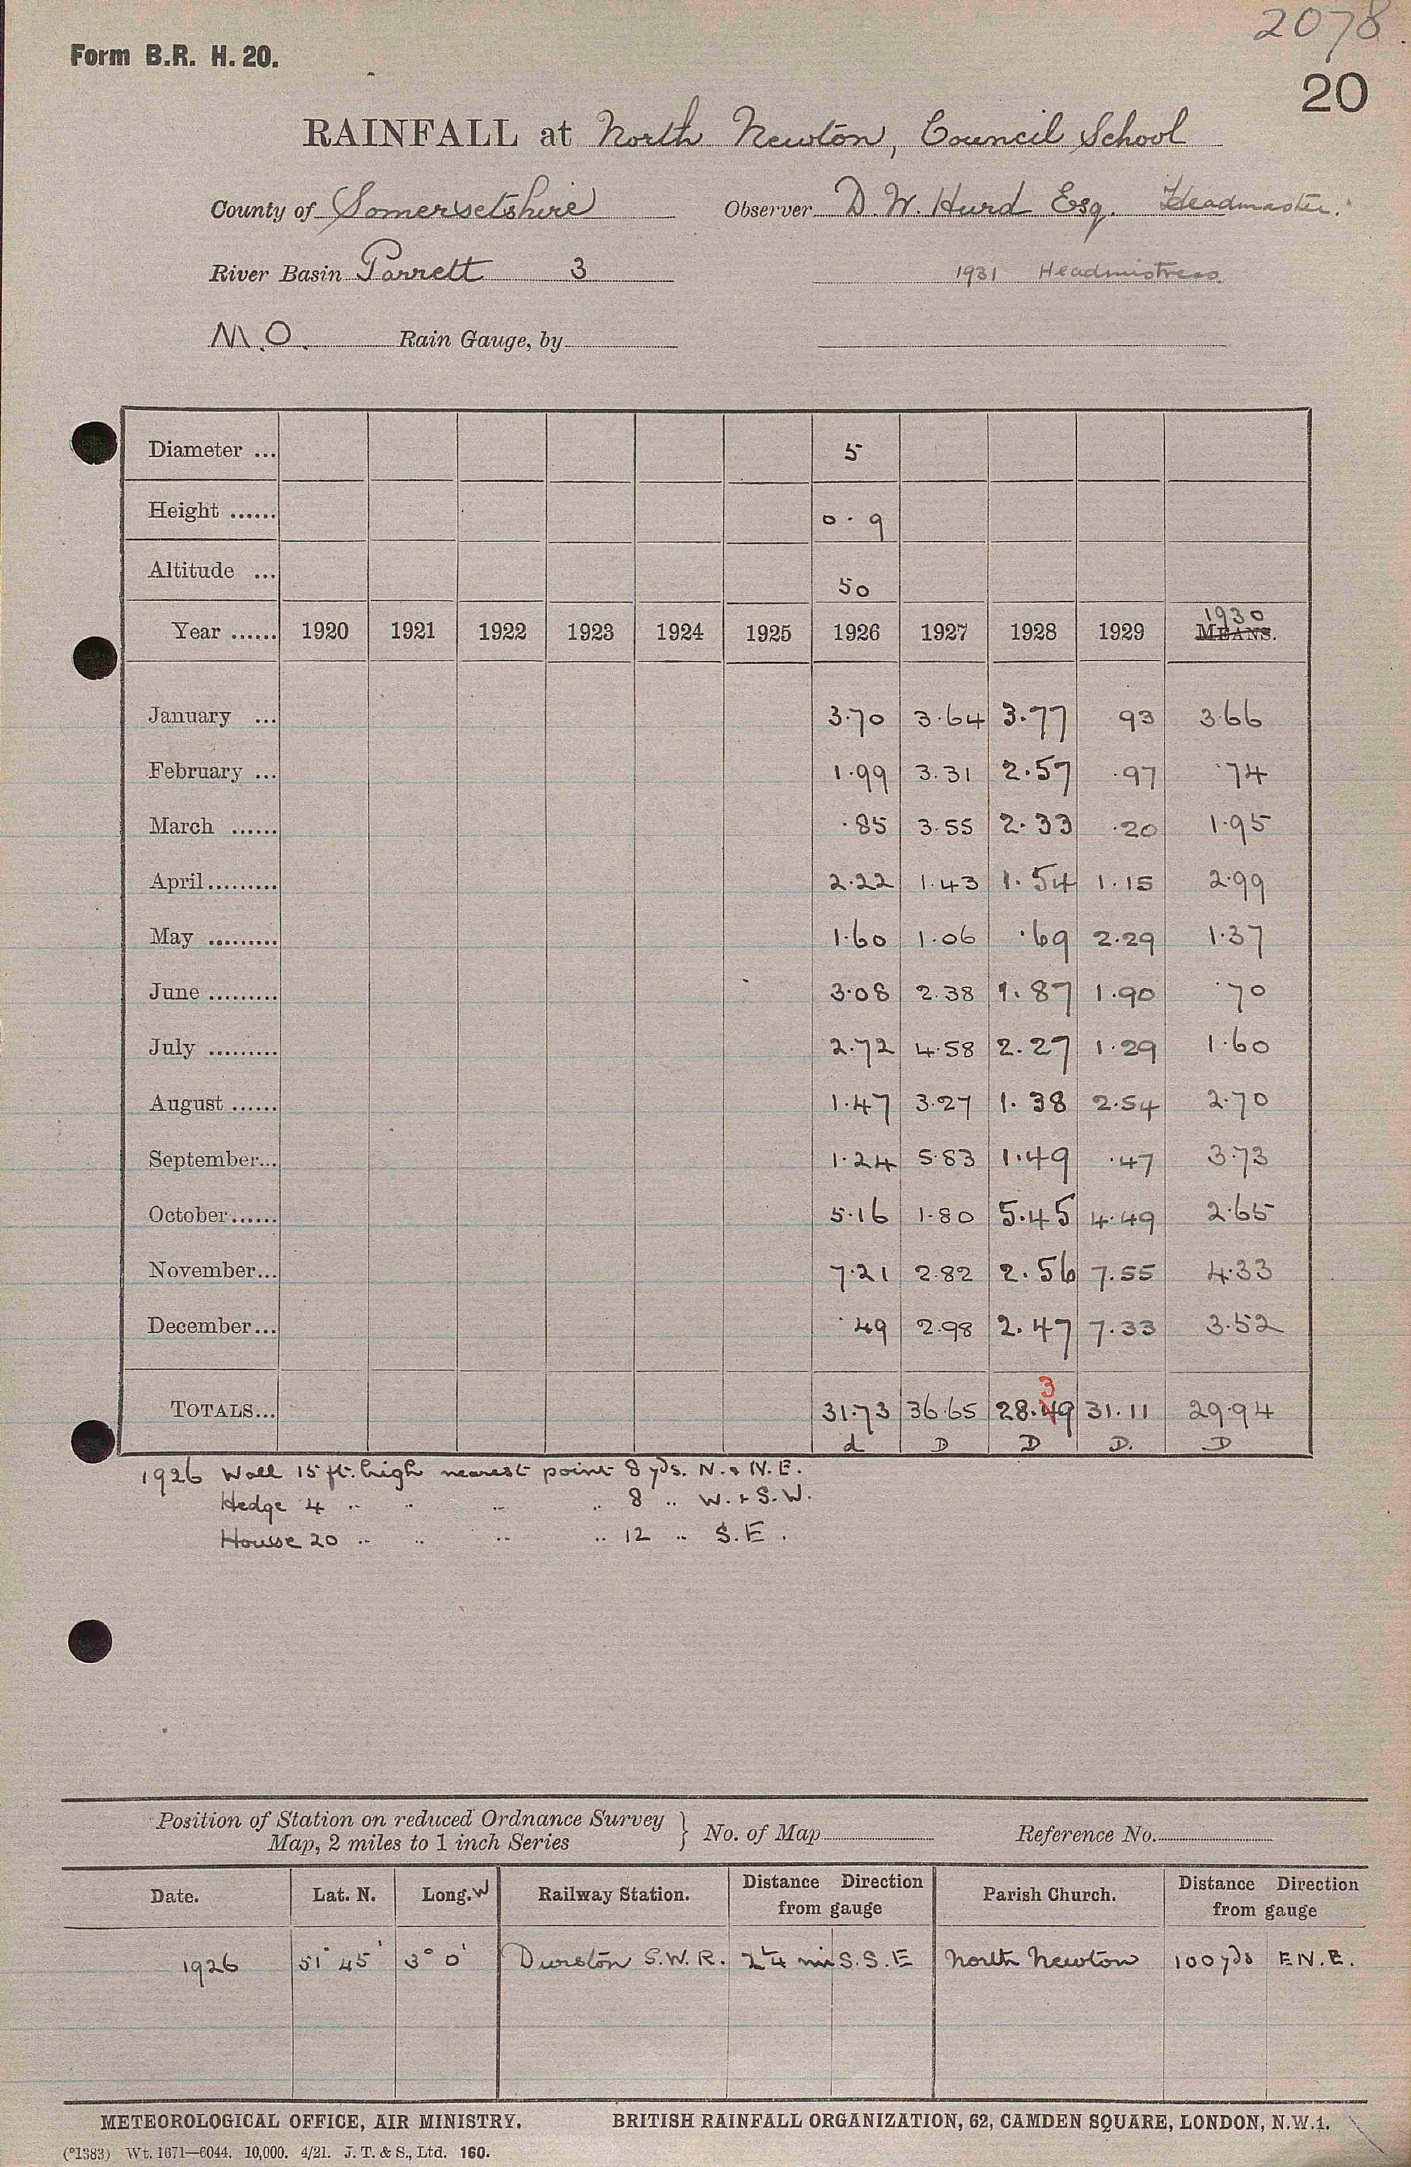 2078
Form B.R. H. 20.
20
RAINFALL at North Newton, Council School
County of Somersetshire Observer D. W. Hurd Esq. Headmaster.
River Basin Parrett 3 1931 Headmistress
M.O. Rain Gauge, by
Diameter ... 5
Height ...... 0.9
Altitude ... 50
1930
Year ...... 1920 1921 1922 1923 1924 1925 1926 1927 1928 1929 MEANS.
January ... 3.70 3.64 3.77 93 3.66
February ... 1.99 3.31 2.57 .97 .74
March ...... .85 3.55 2.33 .20 1.95
April......... 2.22 1.43 1.54 1.15 2.99
May ......... 1.60 1.06 .69 2.29 1.37
June ......... 3.08 2.38 1.87 1.90 .70
July ......... 2.72 4.58 2.27 1.29 1.60
August ...... 1.47 3.27 1.38 2.54 2.70
September... 1.24 5.83 1.49 .47 3.73
October...... 5.16 1.80 5.45 4.49 2.65
November... 7.21 2.82 2.56 7.55 4.33
December... .49 2.98 2.47 7.33 3.52
3
TOTALS... 31.73 36.65 28.49 31.11 29.94
d D D D. D
1926 Wall 15 ft. high nearest point 8 yds. N. & N.E.
Hedge 4 .. .. .. .. 8 .. W. & S.W.
House 20 .. .. .. .. 12 .. S.E.
Position of Station on reduced Ordnance Survey
Map, 2 miles to 1 inch Series } No. of Map Reference No.
Date. Lat. N. Long. W Railway Station. Distance Direction from gauge Parish Church. Distance Direction from gauge
1926 51° 45' 3° 0' Durston G.W.R. 2¼ mi S.S.E North Newton 100 yds E.N.E.
METEOROLOGICAL OFFICE, AIR MINISTRY. BRITISH RAINFALL ORGANIZATION, 62, CAMDEN SQUARE, LONDON, N.W.1.
(*1383) Wt. 1671—6044. 10,000. 4/21. J. T. & S., Ltd. 160.